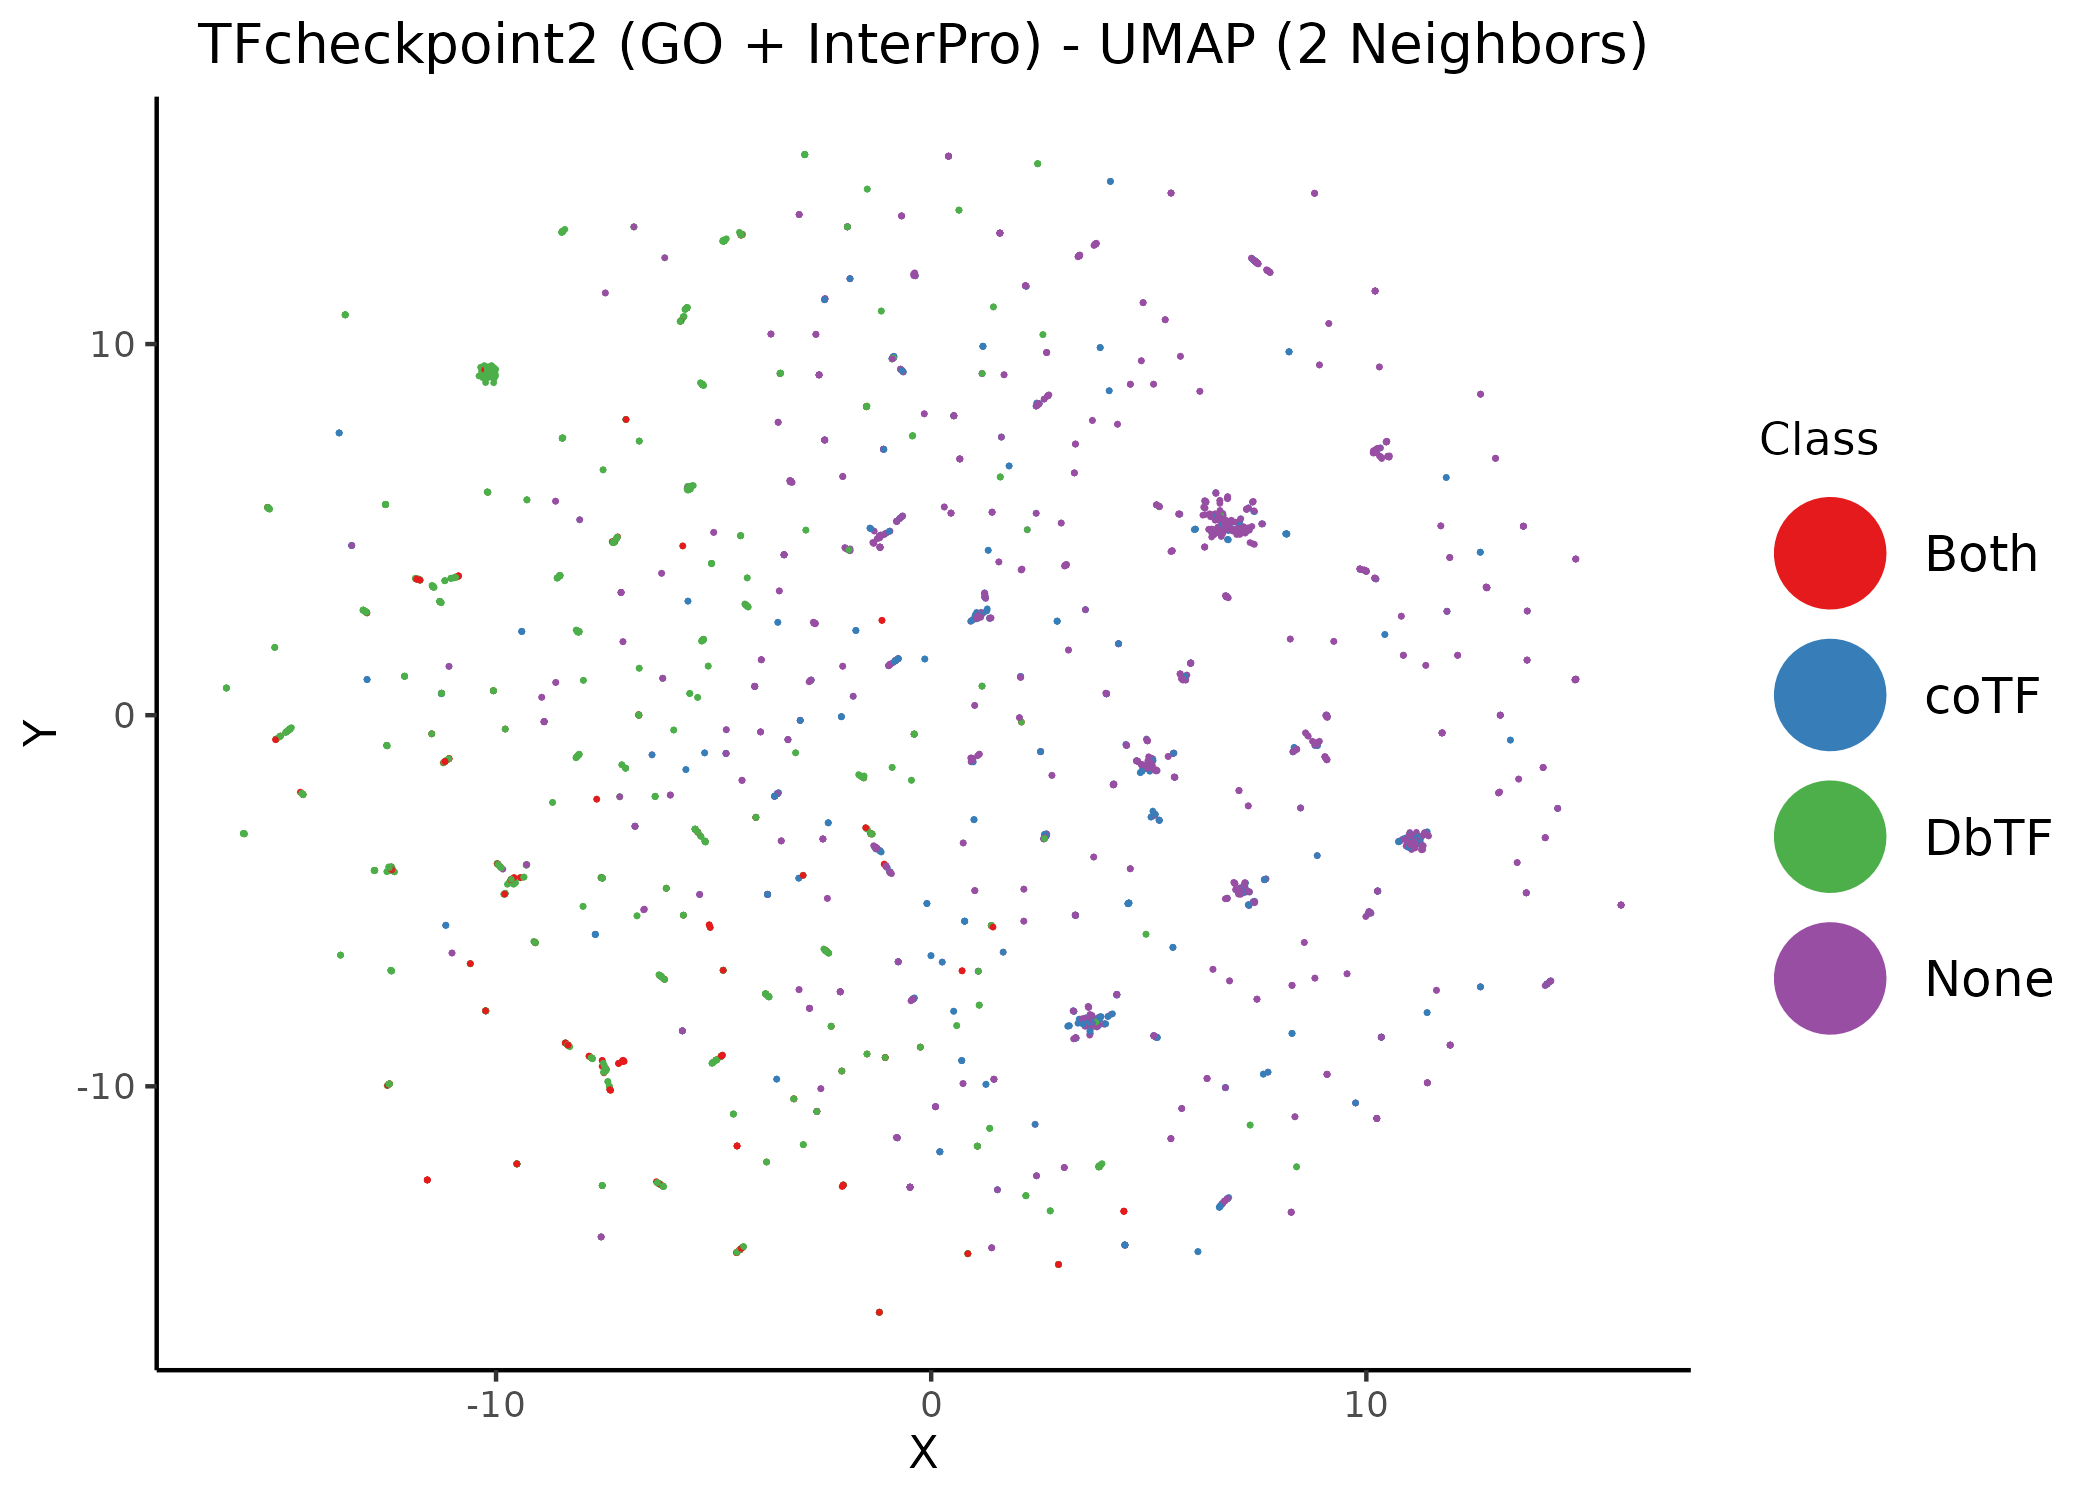 TFcheckpoint2 (GO + InterPro) - UMAP (2 Neighbors)
Y
10
0
-10
-10
0
10
X
Class
Both
coTF
DbTF
None